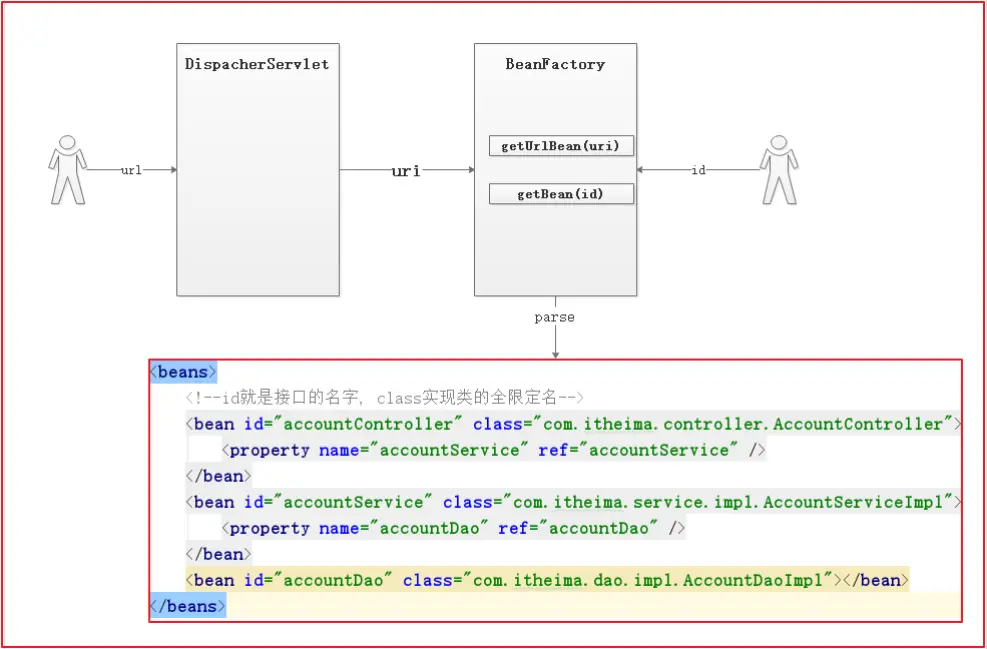 DispacherServlet
BeanFactory
getUrlBean(uri)
url
uri
id
getBean(id)
parse
<beans>
<!--id就是接口的名字, class实现类的全限定名-->
<bean id="accountController" class="com.itheima.controller.AccountController">
<property name="accountService" ref="accountService" />
</bean>
<bean id="accountService" class="com.itheima.service.impl.AccountServiceImpl">
<property name="accountDao" ref="accountDao" />
</bean>
<bean id="accountDao" class="com.itheima.dao.impl.AccountDaoImpl"></bean>
</beans>